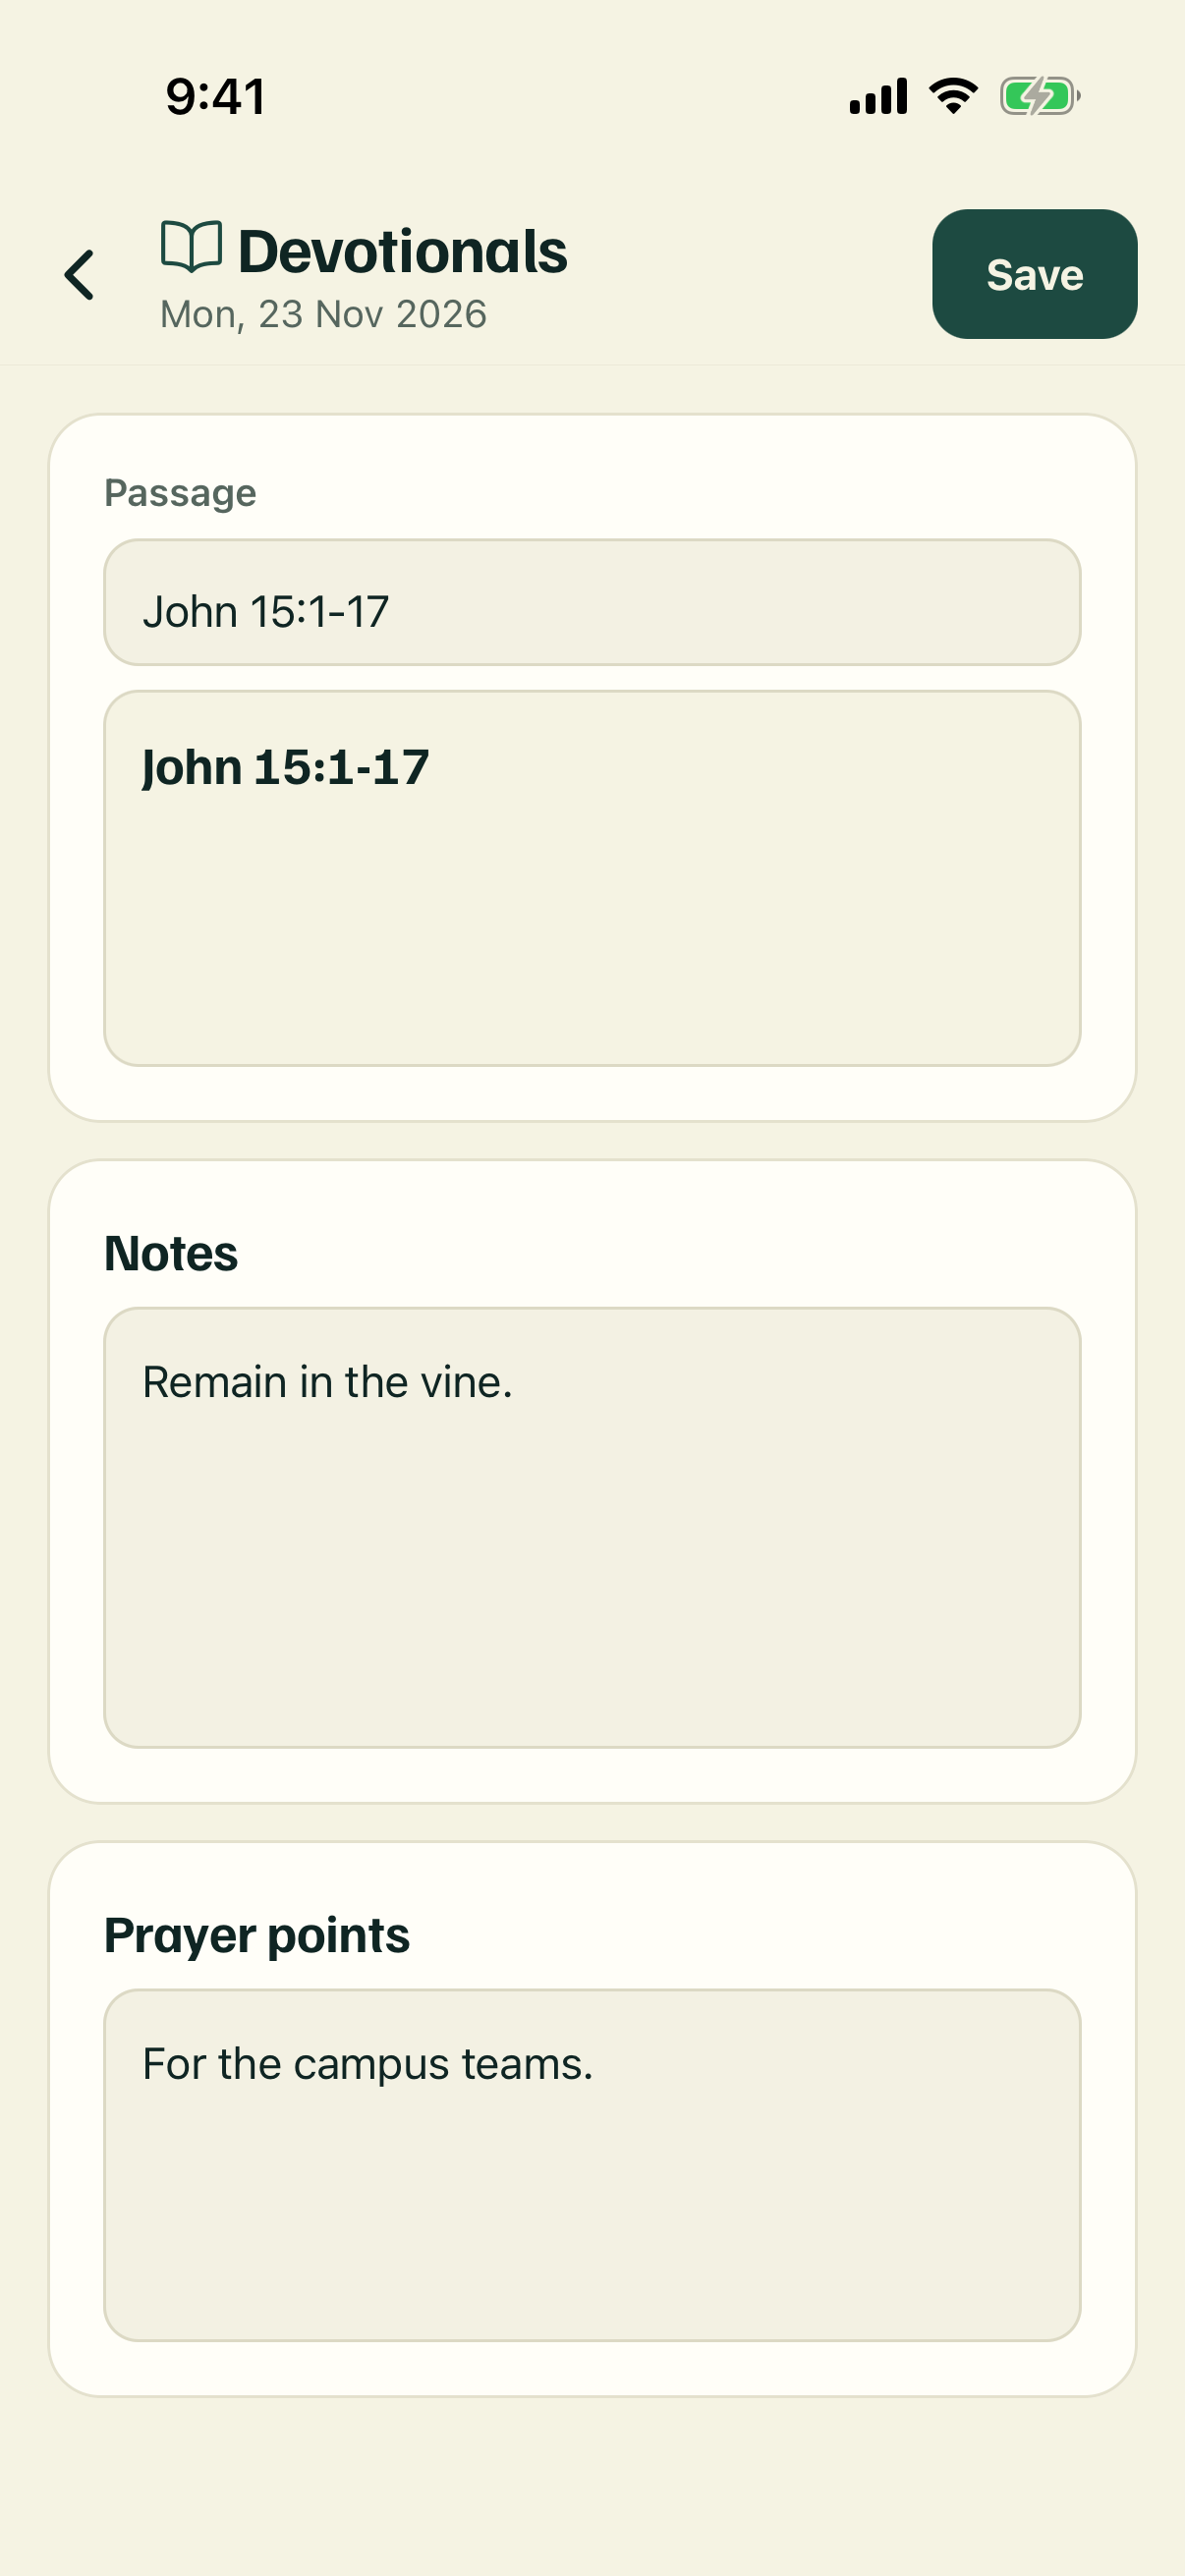 9:41
Devotionals
Mon, 23 Nov 2026
Save
Passage
John 15:1-17
John 15:1-17
Notes
Remain in the vine.
Prayer points
For the campus teams.